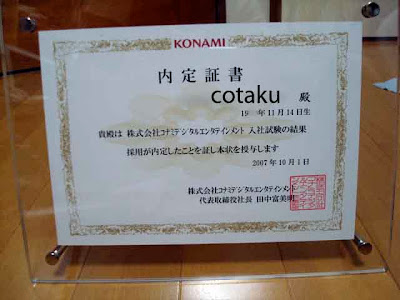 KONAMI
内定証書
cotaku 殿
19 年11月14日生
貴殿は 株式会社コナミデジタルエンタテインメント 入社試験の結果
採用が内定したことを証し本状を授与します
2007年10月1日
株式会社コナミデジタルエンタテインメント
代表取締役社長 田中富美明